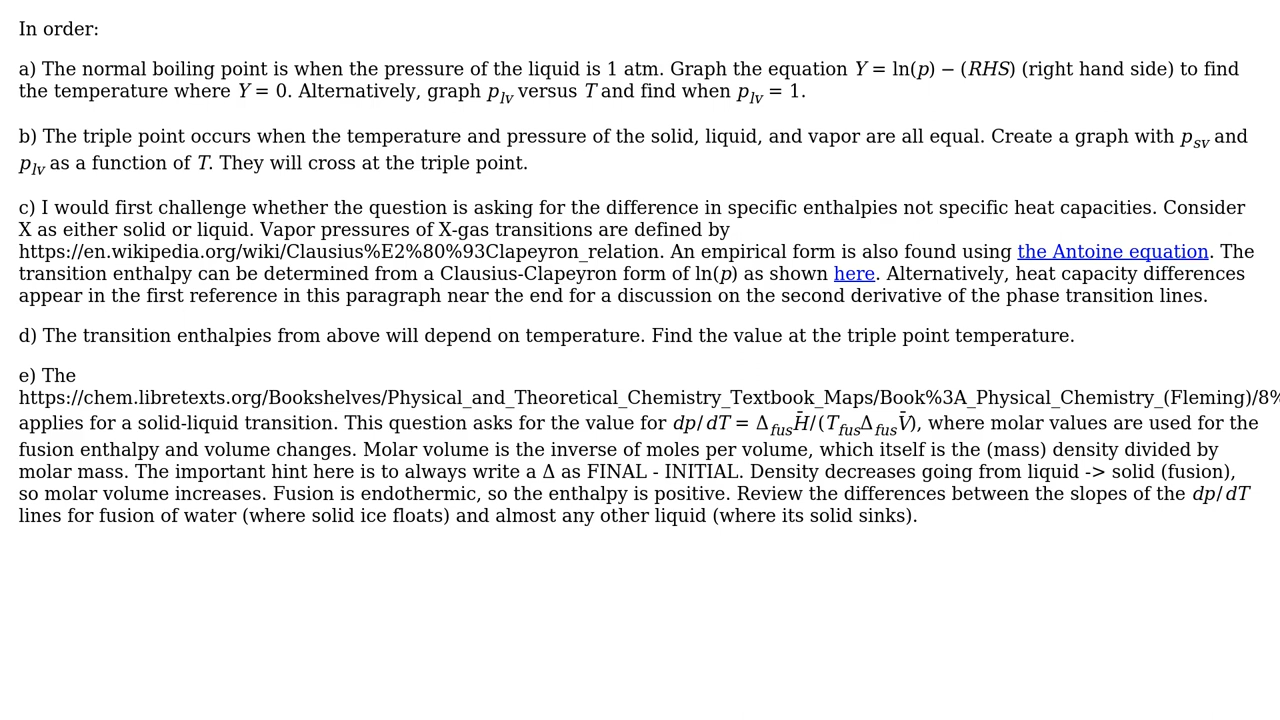 In order:
a) The normal boiling point is when the pressure of the liquid is 1 atm. Graph the equation Y = ln(p) − (RHS) (right hand side) to find
the temperature where Y = 0. Alternatively, graph p_lv versus T and find when p_lv = 1.
b) The triple point occurs when the temperature and pressure of the solid, liquid, and vapor are all equal. Create a graph with p_sv and
p_lv as a function of T. They will cross at the triple point.
c) I would first challenge whether the question is asking for the difference in specific enthalpies not specific heat capacities. Consider
X as either solid or liquid. Vapor pressures of X-gas transitions are defined by
https://en.wikipedia.org/wiki/Clausius%E2%80%93Clapeyron_relation. An empirical form is also found using the Antoine equation. The
transition enthalpy can be determined from a Clausius-Clapeyron form of ln(p) as shown here. Alternatively, heat capacity differences
appear in the first reference in this paragraph near the end for a discussion on the second derivative of the phase transition lines.
d) The transition enthalpies from above will depend on temperature. Find the value at the triple point temperature.
e) The
https://chem.libretexts.org/Bookshelves/Physical_and_Theoretical_Chemistry_Textbook_Maps/Book%3A_Physical_Chemistry_(Fleming)/8%
applies for a solid-liquid transition. This question asks for the value for dp/dT = Δ_fus H̄/(T_fus Δ_fus V̄), where molar values are used for the
fusion enthalpy and volume changes. Molar volume is the inverse of moles per volume, which itself is the (mass) density divided by
molar mass. The important hint here is to always write a Δ as FINAL - INITIAL. Density decreases going from liquid -> solid (fusion),
so molar volume increases. Fusion is endothermic, so the enthalpy is positive. Review the differences between the slopes of the dp/dT
lines for fusion of water (where solid ice floats) and almost any other liquid (where its solid sinks).